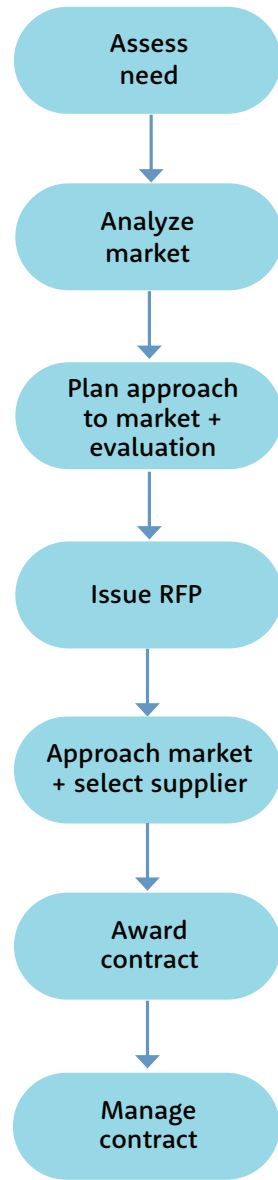 Assess
need
Analyze
market
Plan approach
to market +
evaluation
Issue RFP
Approach market
+ select supplier
Award
contract
Manage
contract